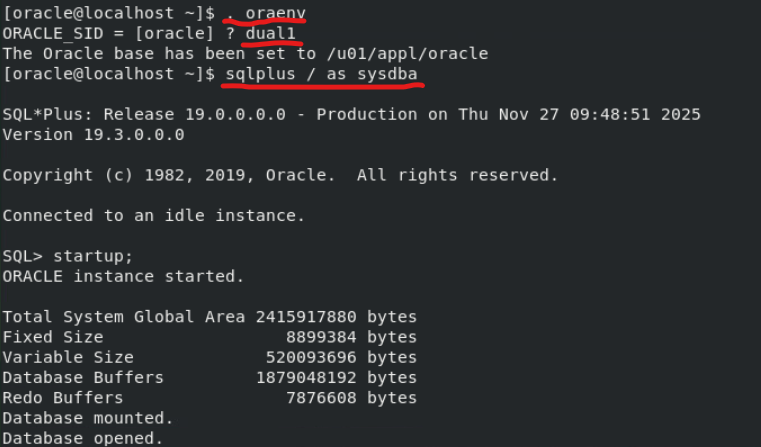 [oracle@localhost ~]$ . oraenv
ORACLE_SID = [oracle] ? dual1
The Oracle base has been set to /u01/appl/oracle
[oracle@localhost ~]$ sqlplus / as sysdba
SQL*Plus: Release 19.0.0.0.0 - Production on Thu Nov 27 09:48:51 2025
Version 19.3.0.0.0
Copyright (c) 1982, 2019, Oracle.  All rights reserved.
Connected to an idle instance.
SQL> startup;
ORACLE instance started.
Total System Global Area 2415917880 bytes
Fixed Size                  8899384 bytes
Variable Size             520093696 bytes
Database Buffers         1879048192 bytes
Redo Buffers                7876608 bytes
Database mounted.
Database opened.